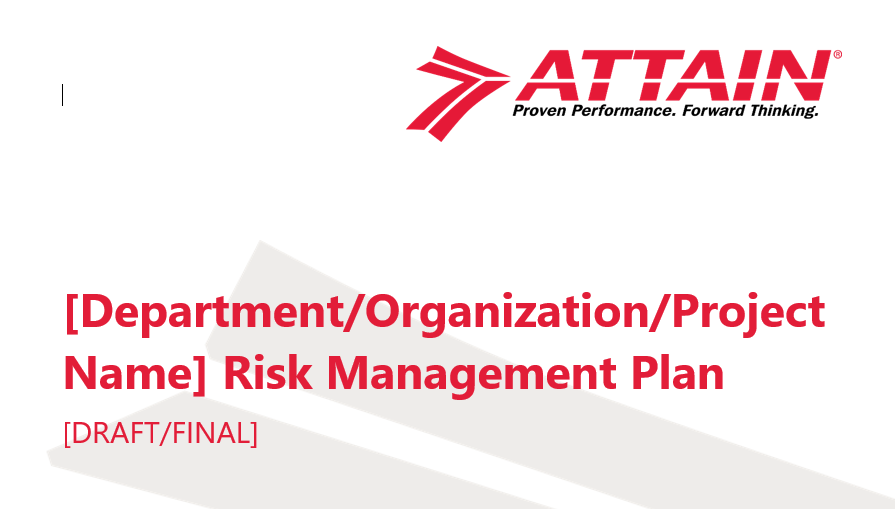 ATTAIN®
Proven Performance. Forward Thinking.
[Department/Organization/Project
Name] Risk Management Plan
[DRAFT/FINAL]